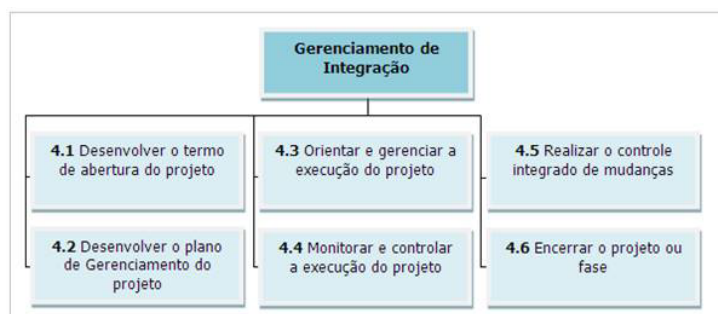 Gerenciamento de
Integração
4.1 Desenvolver o termo
de abertura do projeto
4.3 Orientar e gerenciar a
execução do projeto
4.5 Realizar o controle
integrado de mudanças
4.2 Desenvolver o plano
de Gerenciamento do
projeto
4.4 Monitorar e controlar
a execução do projeto
4.6 Encerrar o projeto ou
fase